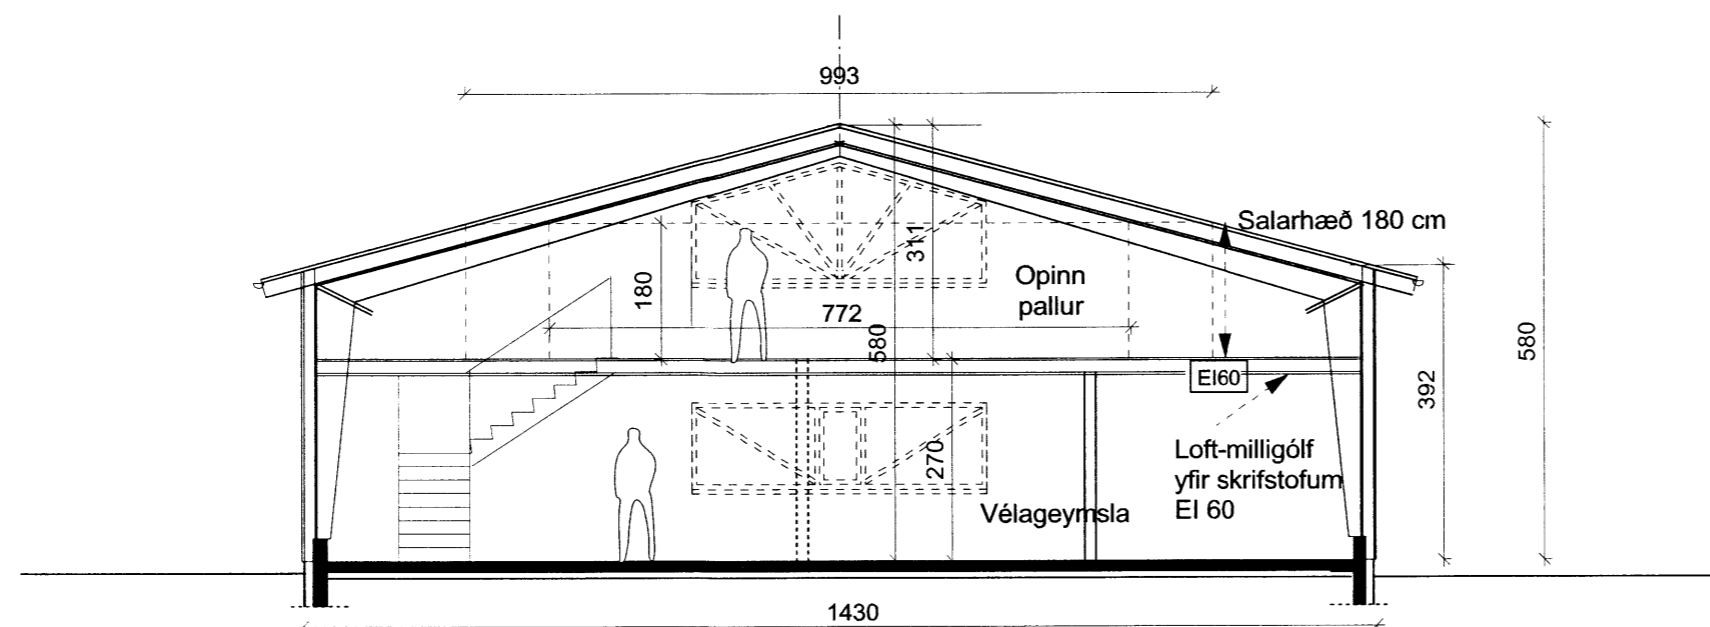 993
Salarhæð 180 cm
311
180
Opinn
pallur
772
580
580
EI60
392
Loft-milligólf
yfir skrifstofum
EI 60
270
Vélageymsla
1430